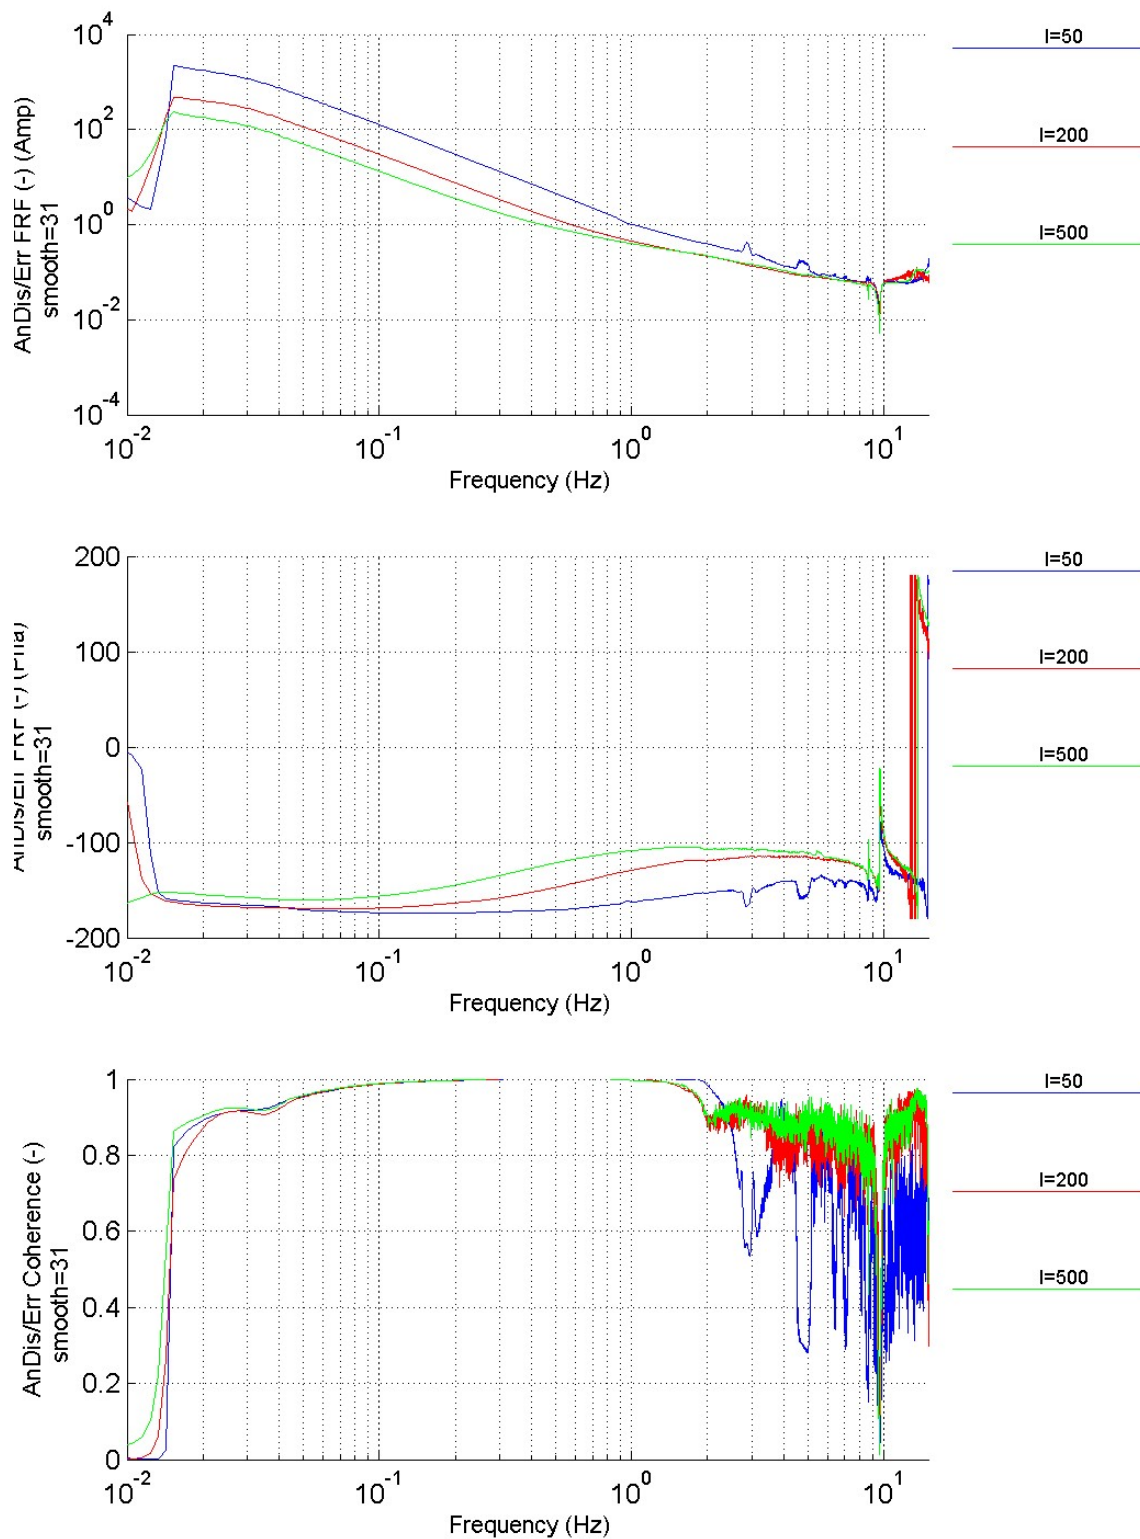 10^4
10^2
10^0
10^-2
10^-4
AnDis/Err FRF (-) (Amp)
smooth=31
10^-2
10^-1
10^0
10^1
Frequency (Hz)
I=50
I=200
I=500
200
100
0
-100
-200
AnDis/Err FRF (-) (Pha)
smooth=31
10^-2
10^-1
10^0
10^1
Frequency (Hz)
I=50
I=200
I=500
1
0.8
0.6
0.4
0.2
0
AnDis/Err Coherence (-)
smooth=31
10^-2
10^-1
10^0
10^1
Frequency (Hz)
I=50
I=200
I=500